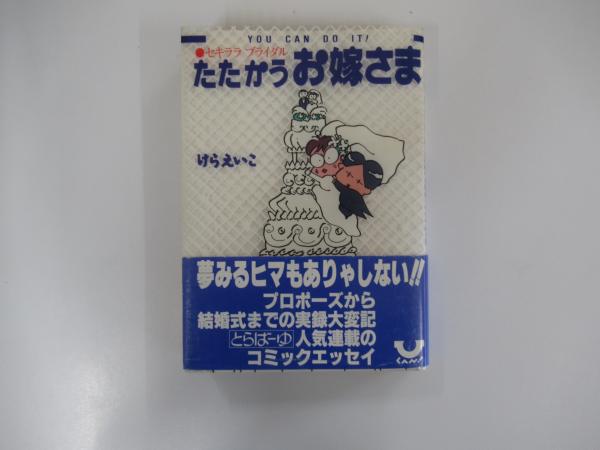 YOU CAN DO IT!
●セキララ ブライダル
たたかうお嫁さま
けらえいこ
夢みるヒマもありゃしない!!
プロポーズから
結婚式までの実録大変記
とらばーゆ人気連載の
コミックエッセイ